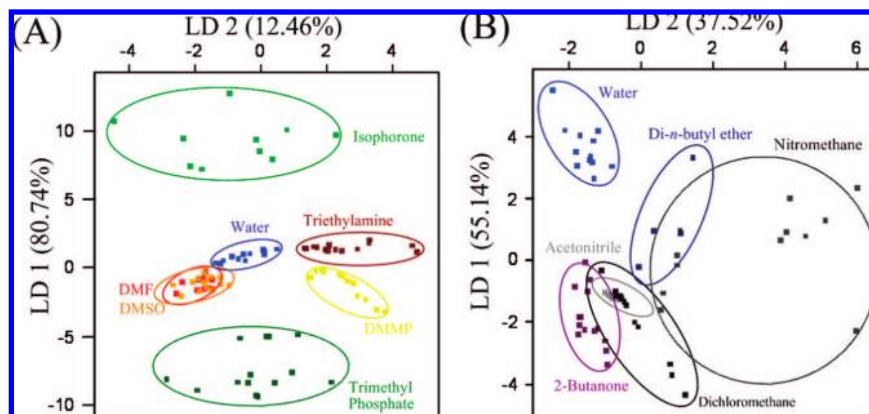 (A)
LD 2 (12.46%)
-4
0
4
LD 1 (80.74%)
10
5
0
-5
-10
Isophorone
Water
Triethylamine
DMF
DMSO
DMMP
Trimethyl
Phosphate
(B)
LD 2 (37.52%)
-2
0
2
4
6
LD 1 (55.14%)
4
2
0
-2
-4
Water
Di-n-butyl ether
Nitromethane
Acetonitrile
2-Butanone
Dichloromethane